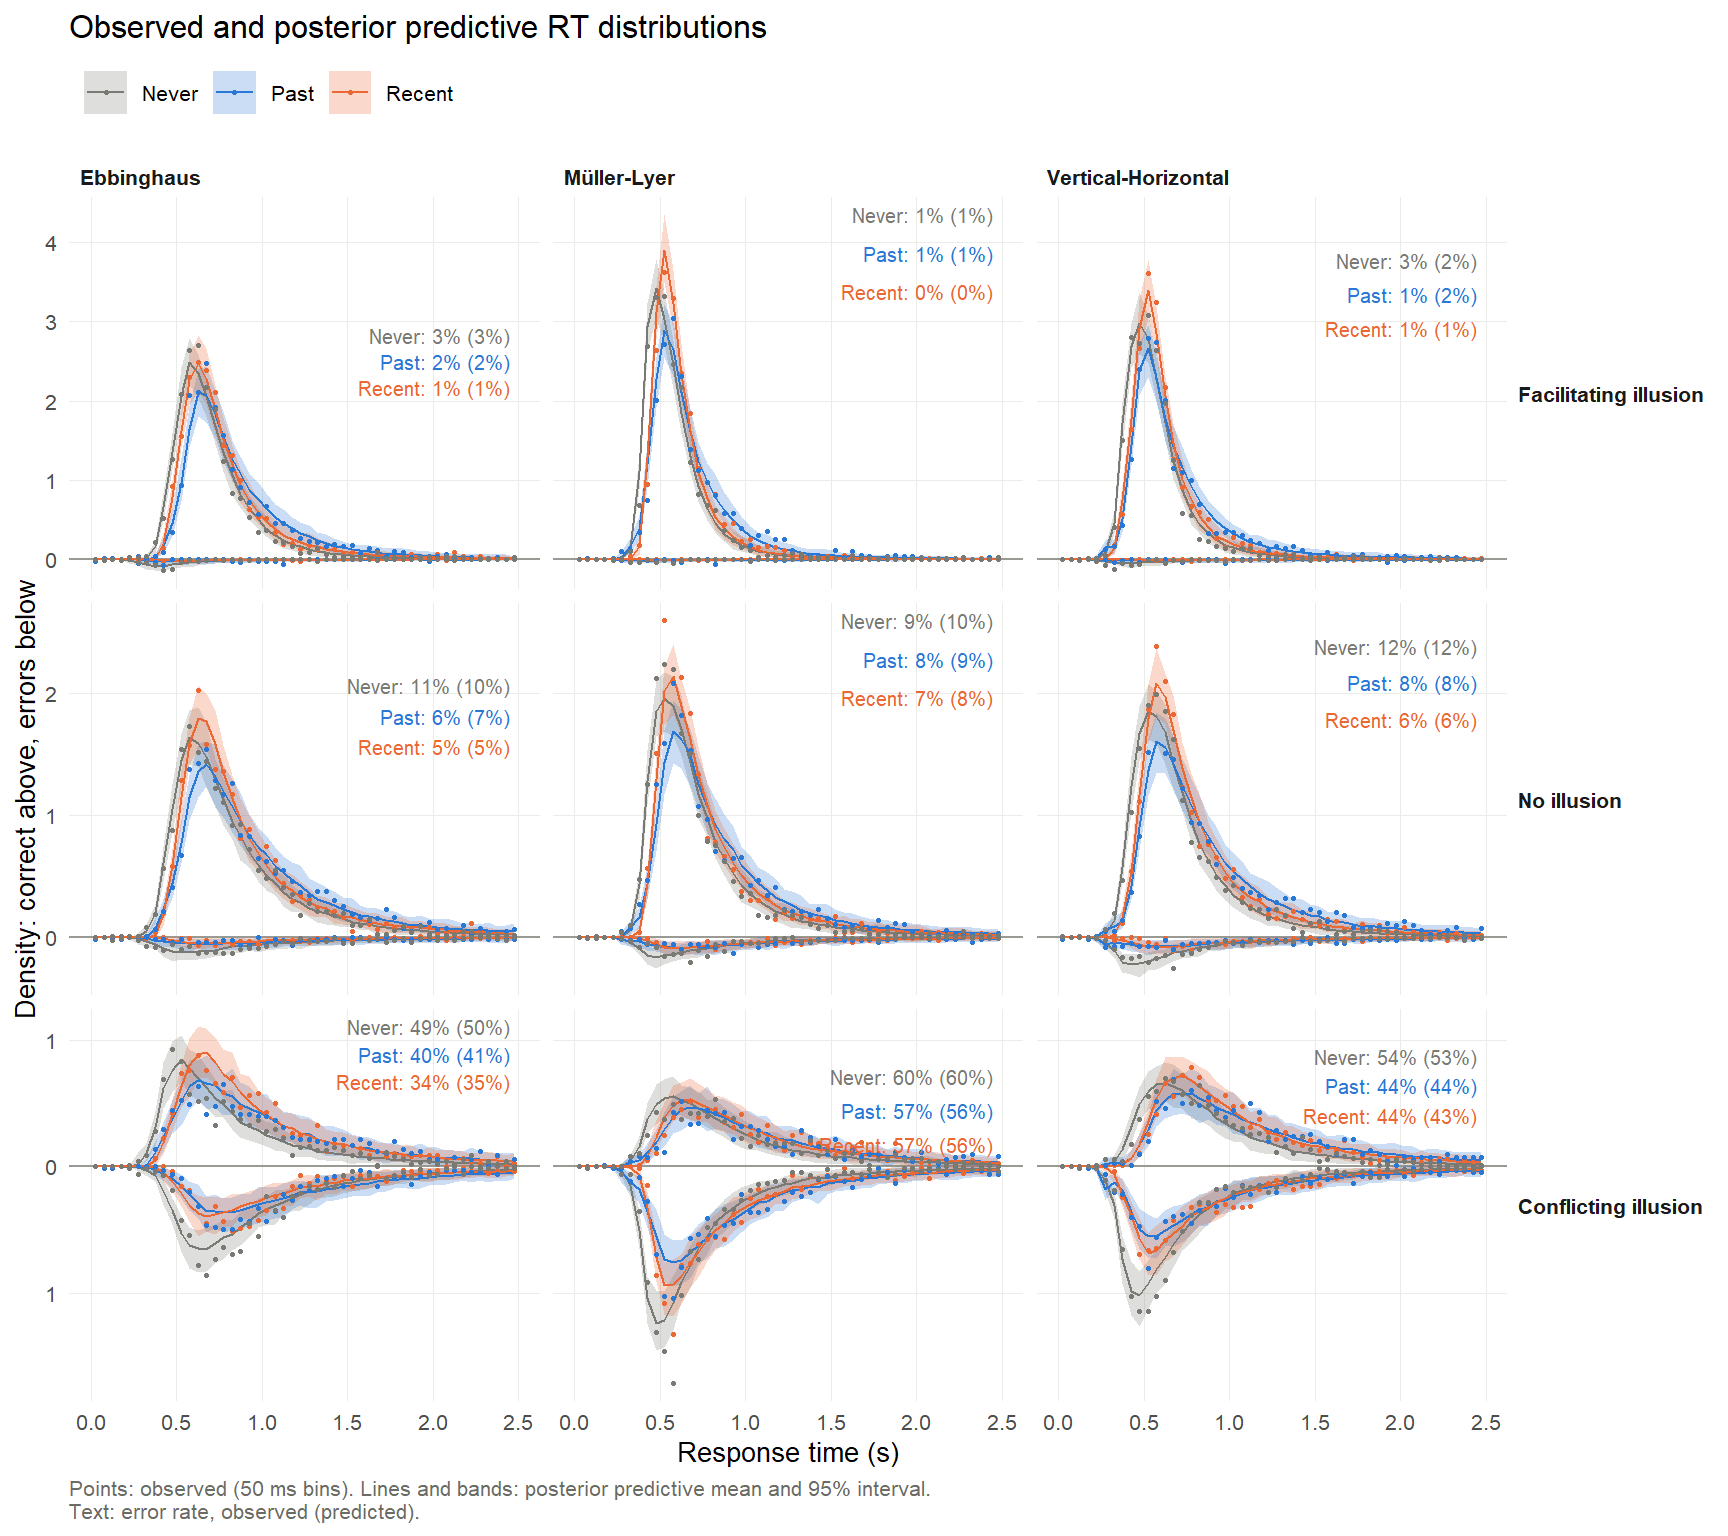 Observed and posterior predictive RT distributions
Never Past Recent
Ebbinghaus Müller-Lyer Vertical-Horizontal
Never: 3% (3%)
Past: 2% (2%)
Recent: 1% (1%)
Never: 1% (1%)
Past: 1% (1%)
Recent: 0% (0%)
Never: 3% (2%)
Past: 1% (2%)
Recent: 1% (1%)
Facilitating illusion
4
3
2
1
0
Never: 11% (10%)
Past: 6% (7%)
Recent: 5% (5%)
Never: 9% (10%)
Past: 8% (9%)
Recent: 7% (8%)
Never: 12% (12%)
Past: 8% (8%)
Recent: 6% (6%)
No illusion
2
1
0
Never: 49% (50%)
Past: 40% (41%)
Recent: 34% (35%)
Never: 60% (60%)
Past: 57% (56%)
Recent: 57% (56%)
Never: 54% (53%)
Past: 44% (44%)
Recent: 44% (43%)
Conflicting illusion
1
0
1
Density: correct above, errors below
0.0 0.5 1.0 1.5 2.0 2.5 0.0 0.5 1.0 1.5 2.0 2.5 0.0 0.5 1.0 1.5 2.0 2.5
Response time (s)
Points: observed (50 ms bins). Lines and bands: posterior predictive mean and 95% interval.
Text: error rate, observed (predicted).